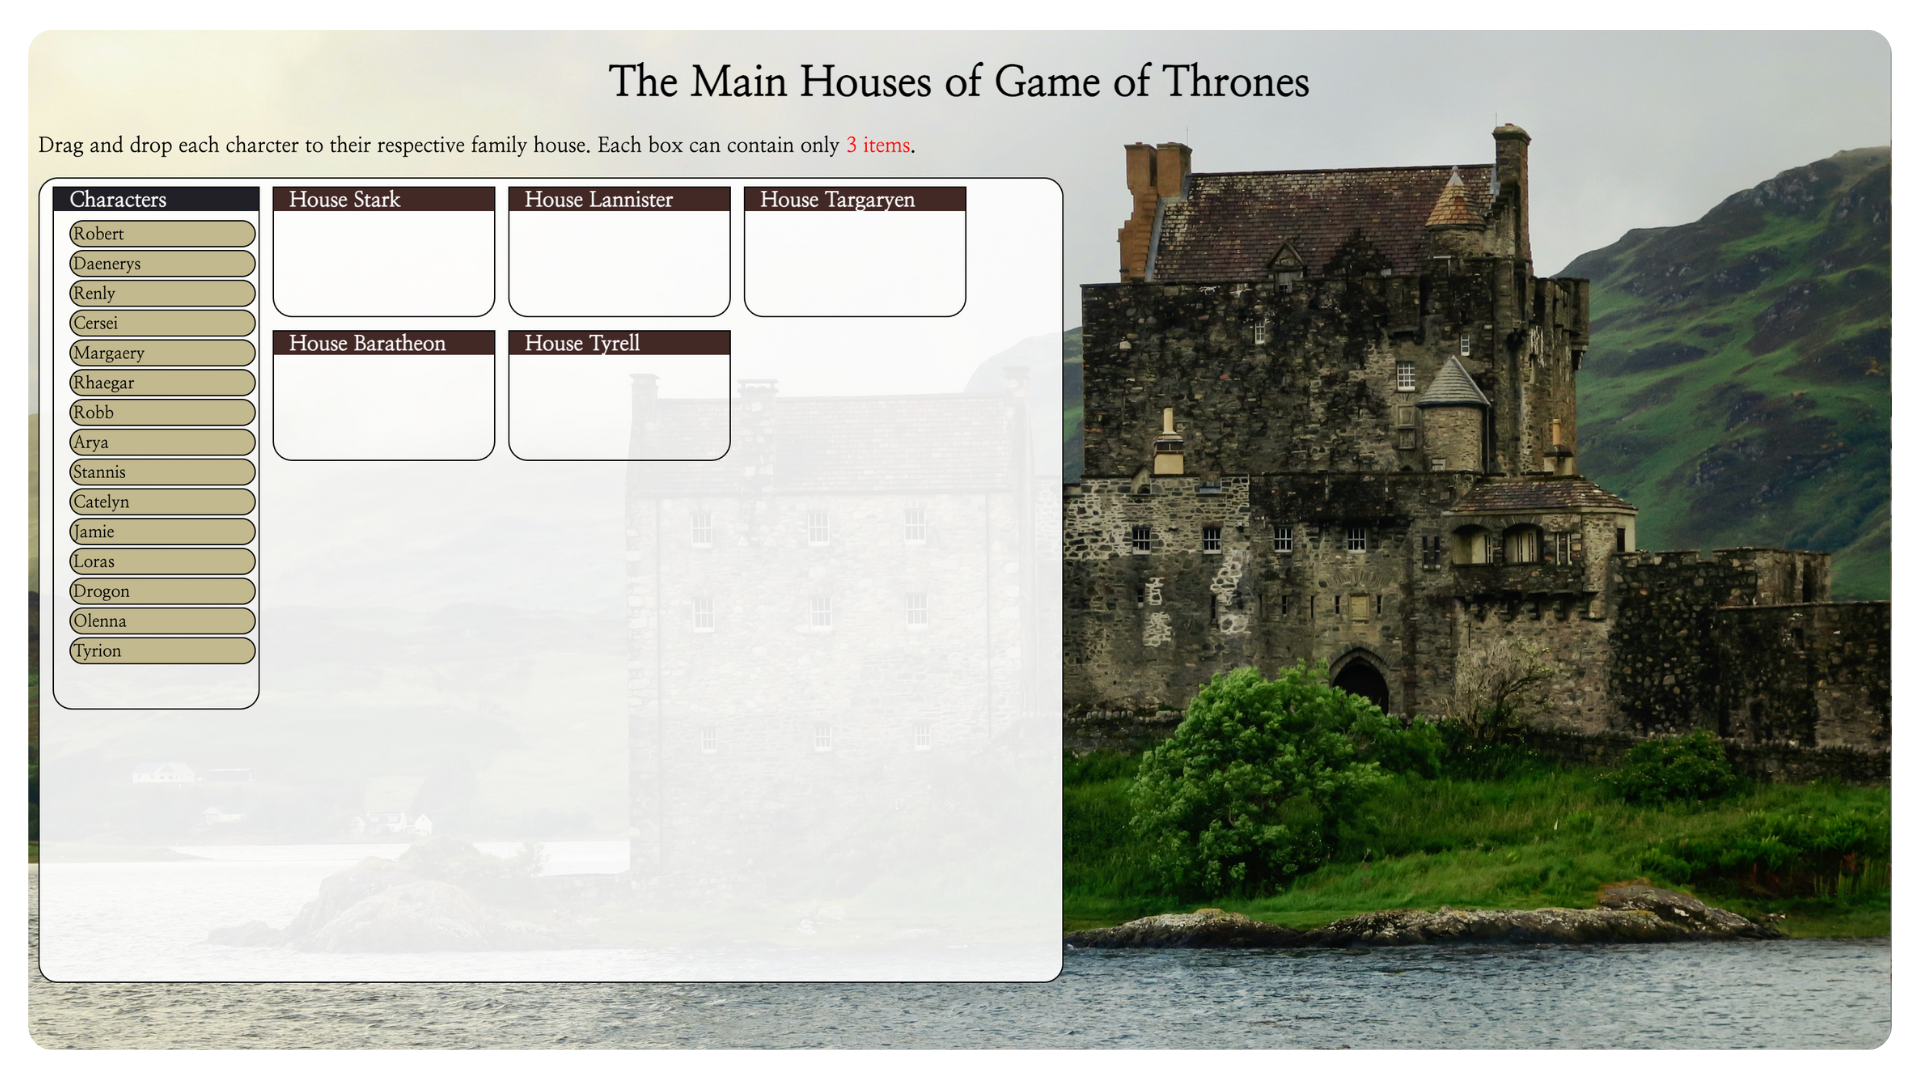 The Main Houses of Game of Thrones
Drag and drop each charcter to their respective family house. Each box can contain only 3 items.
Characters
Robert
Daenerys
Renly
Cersei
Margaery
Rhaegar
Robb
Arya
Stannis
Catelyn
Jamie
Loras
Drogon
Olenna
Tyrion
House Stark
House Lannister
House Targaryen
House Baratheon
House Tyrell